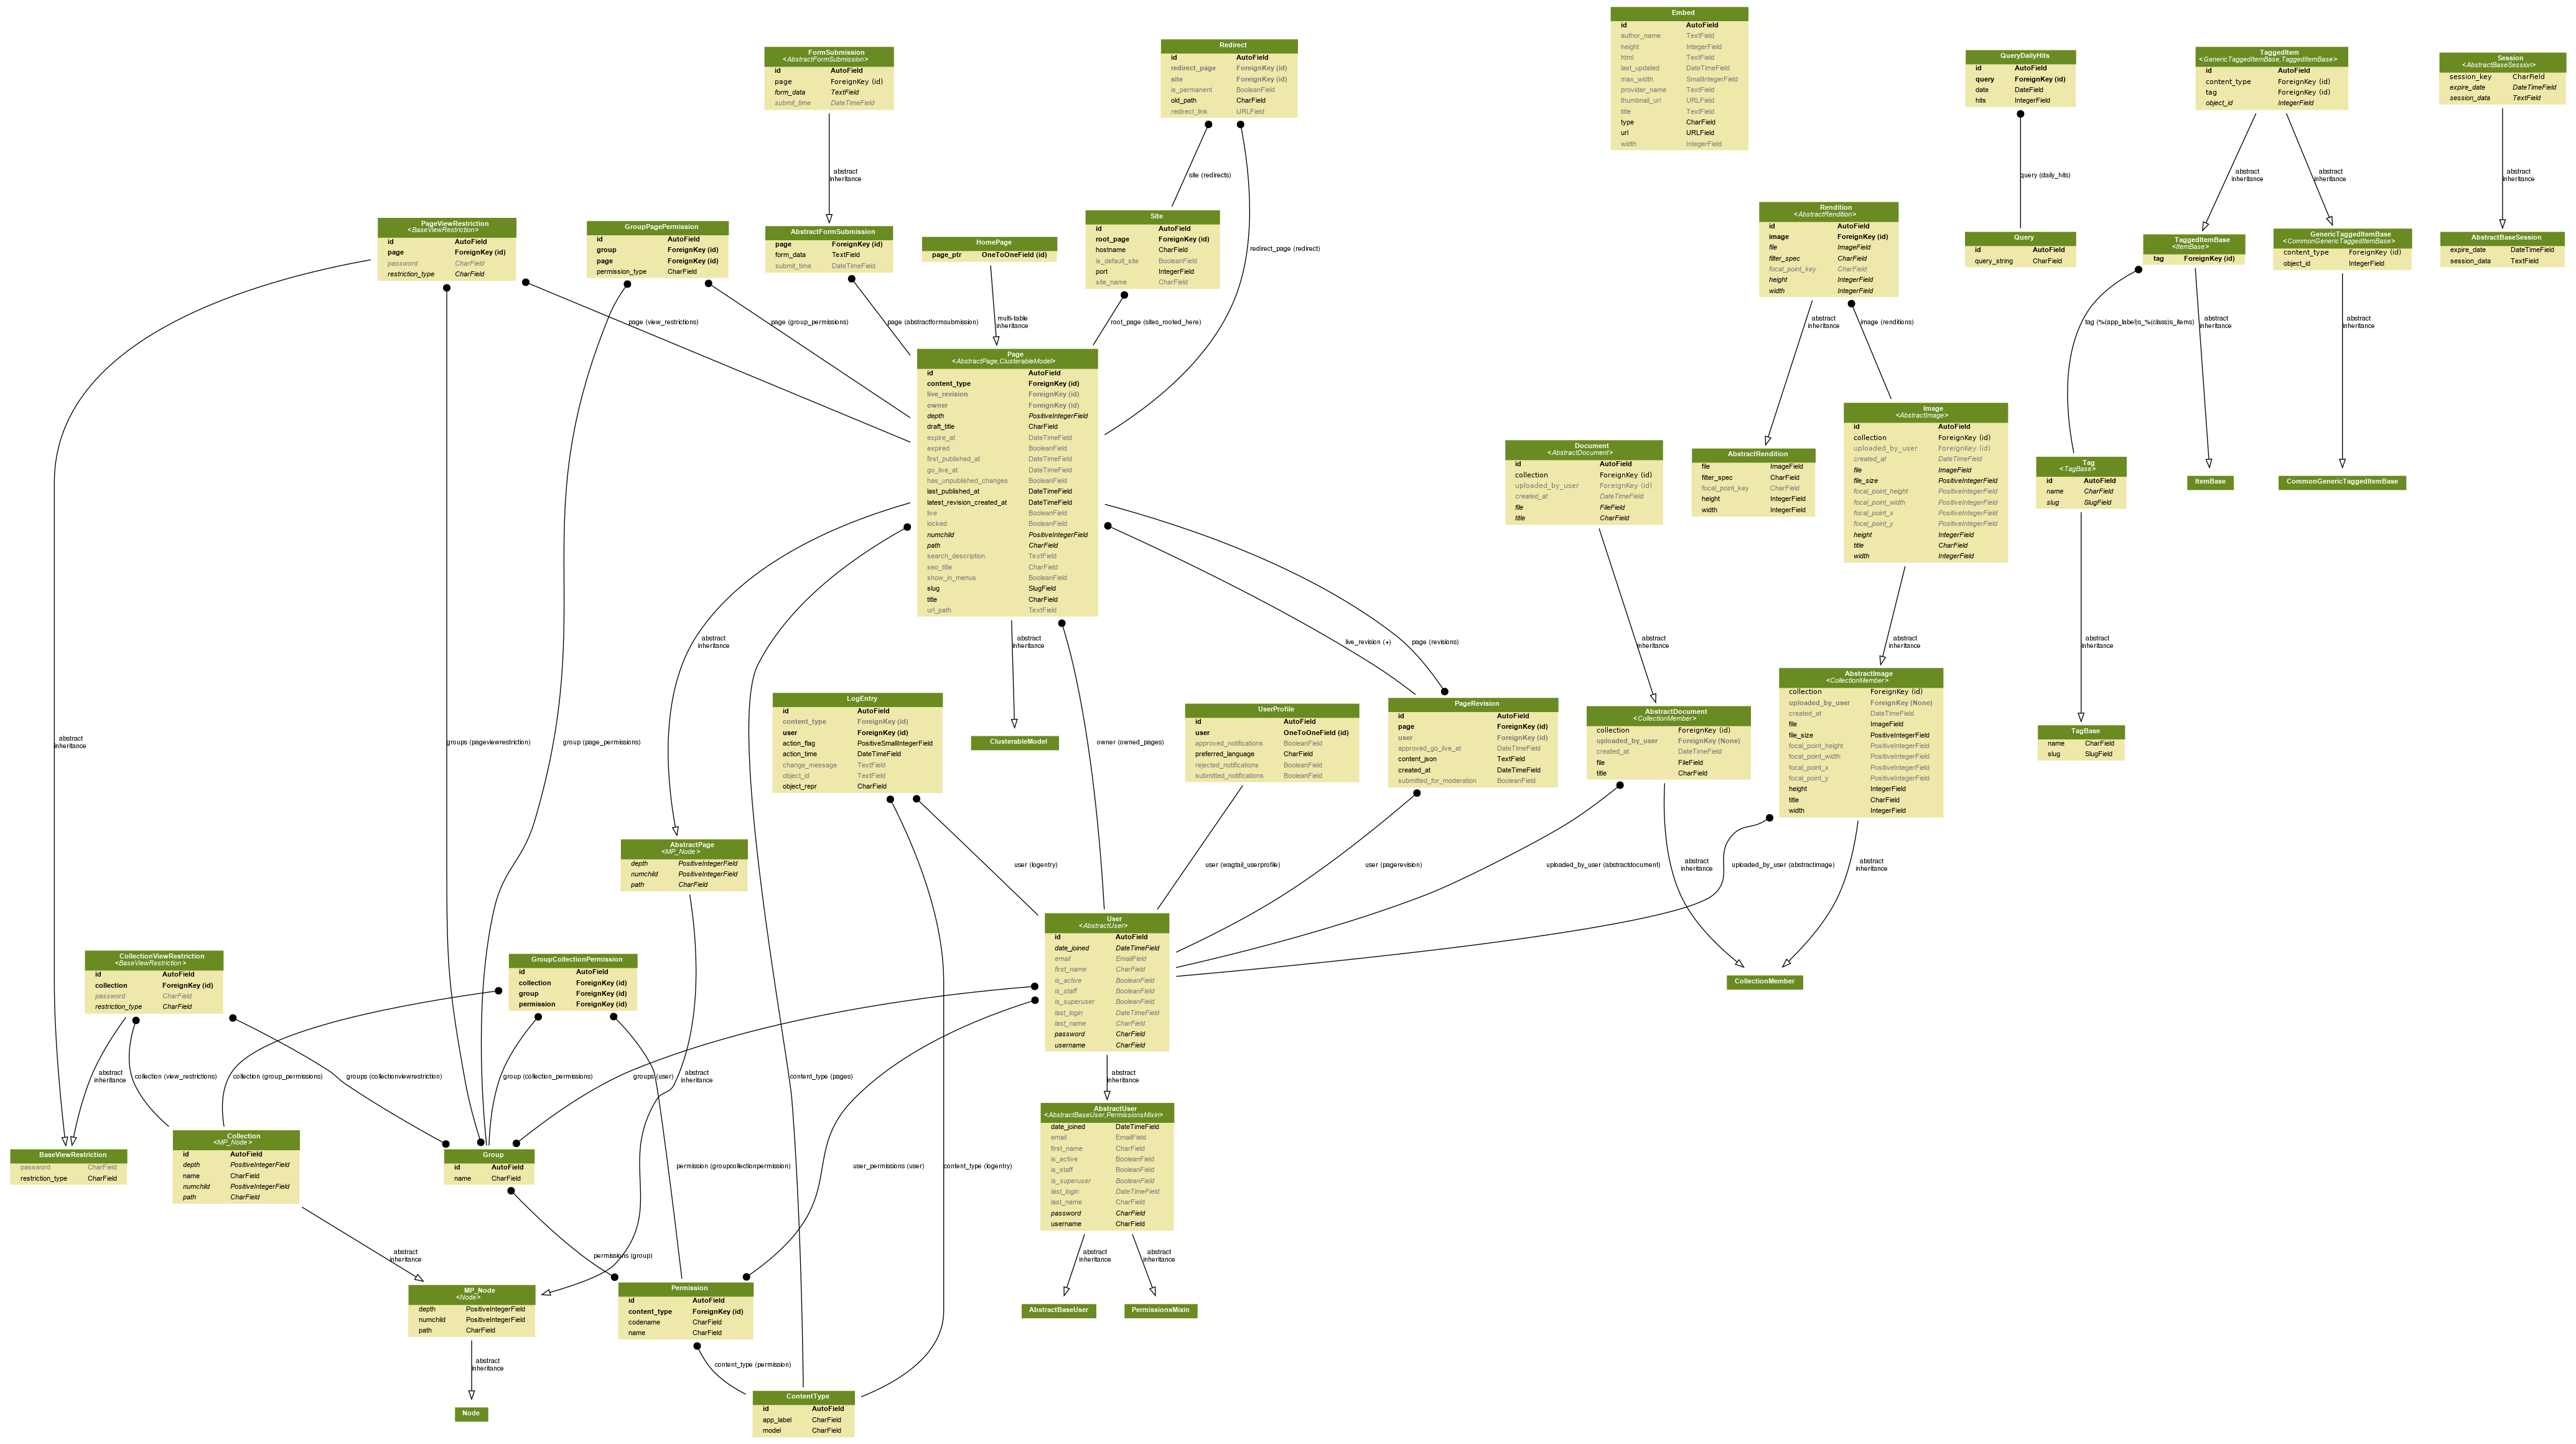 Embed
id AutoField
author_name TextField
height IntegerField
html TextField
last_updated DateTimeField
max_width SmallIntegerField
provider_name TextField
thumbnail_url URLField
title TextField
type CharField
url URLField
width IntegerField
FormSubmission
<AbstractFormSubmission>
id AutoField
page ForeignKey (id)
form_data TextField
submit_time DateTimeField
Redirect
id AutoField
redirect_page ForeignKey (id)
site ForeignKey (id)
is_permanent BooleanField
old_path CharField
redirect_link URLField
QueryDailyHits
id AutoField
query ForeignKey (id)
date DateField
hits IntegerField
TaggedItem
<GenericTaggedItemBase,TaggedItemBase>
id AutoField
content_type ForeignKey (id)
tag ForeignKey (id)
object_id IntegerField
Session
<AbstractBaseSession>
session_key CharField
expire_date DateTimeField
session_data TextField
abstract
inheritance
site (redirects)
query (daily_hits)
abstract
inheritance
abstract
inheritance
abstract
inheritance
PageViewRestriction
<BaseViewRestriction>
id AutoField
page ForeignKey (id)
password CharField
restriction_type CharField
GroupPagePermission
id AutoField
group ForeignKey (id)
page ForeignKey (id)
permission_type CharField
AbstractFormSubmission
page ForeignKey (id)
form_data TextField
submit_time DateTimeField
HomePage
page_ptr OneToOneField (id)
Site
id AutoField
root_page ForeignKey (id)
hostname CharField
is_default_site BooleanField
port IntegerField
site_name CharField
redirect_page (redirect)
Rendition
<AbstractRendition>
id AutoField
image ForeignKey (id)
file ImageField
filter_spec CharField
focal_point_key CharField
height IntegerField
width IntegerField
Query
id AutoField
query_string CharField
TaggedItemBase
<ItemBase>
tag ForeignKey (id)
GenericTaggedItemBase
<CommonGenericTaggedItemBase>
content_type ForeignKey (id)
object_id IntegerField
AbstractBaseSession
expire_date DateTimeField
session_data TextField
page (view_restrictions)
page (group_permissions)
page (abstractformsubmission)
multi-table
inheritance
root_page (sites_rooted_here)
abstract
inheritance
image (renditions)
tag (%(app_label)s_%(class)s_items)
abstract
inheritance
abstract
inheritance
Page
<AbstractPage,ClusterableModel>
id AutoField
content_type ForeignKey (id)
live_revision ForeignKey (id)
owner ForeignKey (id)
depth PositiveIntegerField
draft_title CharField
expire_at DateTimeField
expired BooleanField
first_published_at DateTimeField
go_live_at DateTimeField
has_unpublished_changes BooleanField
last_published_at DateTimeField
latest_revision_created_at DateTimeField
live BooleanField
locked BooleanField
numchild PositiveIntegerField
path CharField
search_description TextField
seo_title CharField
show_in_menus BooleanField
slug SlugField
title CharField
url_path TextField
Document
<AbstractDocument>
id AutoField
collection ForeignKey (id)
uploaded_by_user ForeignKey (id)
created_at DateTimeField
file FileField
title CharField
AbstractRendition
file ImageField
filter_spec CharField
focal_point_key CharField
height IntegerField
width IntegerField
Image
<AbstractImage>
id AutoField
collection ForeignKey (id)
uploaded_by_user ForeignKey (id)
created_at DateTimeField
file ImageField
file_size PositiveIntegerField
focal_point_height PositiveIntegerField
focal_point_width PositiveIntegerField
focal_point_x PositiveIntegerField
focal_point_y PositiveIntegerField
height IntegerField
title CharField
width IntegerField
Tag
<TagBase>
id AutoField
name CharField
slug SlugField
ItemBase
CommonGenericTaggedItemBase
abstract
inheritance
abstract
inheritance
live_revision (+)
page (revisions)
abstract
inheritance
abstract
inheritance
abstract
inheritance
abstract
inheritance
groups (pageviewrestriction)
group (page_permissions)
LogEntry
id AutoField
content_type ForeignKey (id)
user ForeignKey (id)
action_flag PositiveSmallIntegerField
action_time DateTimeField
change_message TextField
object_id TextField
object_repr CharField
ClusterableModel
owner (owned_pages)
UserProfile
id AutoField
user OneToOneField (id)
approved_notifications BooleanField
preferred_language CharField
rejected_notifications BooleanField
submitted_notifications BooleanField
PageRevision
id AutoField
page ForeignKey (id)
user ForeignKey (id)
approved_go_live_at DateTimeField
content_json TextField
created_at DateTimeField
submitted_for_moderation BooleanField
AbstractDocument
<CollectionMember>
collection ForeignKey (id)
uploaded_by_user ForeignKey (None)
created_at DateTimeField
file FileField
title CharField
AbstractImage
<CollectionMember>
collection ForeignKey (id)
uploaded_by_user ForeignKey (None)
created_at DateTimeField
file ImageField
file_size PositiveIntegerField
focal_point_height PositiveIntegerField
focal_point_width PositiveIntegerField
focal_point_x PositiveIntegerField
focal_point_y PositiveIntegerField
height IntegerField
title CharField
width IntegerField
TagBase
name CharField
slug SlugField
AbstractPage
<MP_Node>
depth PositiveIntegerField
numchild PositiveIntegerField
path CharField
user (logentry)
user (wagtail_userprofile)
user (pagerevision)
uploaded_by_user (abstractdocument)
abstract
inheritance
uploaded_by_user (abstractimage)
abstract
inheritance
CollectionViewRestriction
<BaseViewRestriction>
id AutoField
collection ForeignKey (id)
password CharField
restriction_type CharField
GroupCollectionPermission
id AutoField
collection ForeignKey (id)
group ForeignKey (id)
permission ForeignKey (id)
User
<AbstractUser>
id AutoField
date_joined DateTimeField
email EmailField
first_name CharField
is_active BooleanField
is_staff BooleanField
is_superuser BooleanField
last_login DateTimeField
last_name CharField
password CharField
username CharField
CollectionMember
abstract
inheritance
collection (view_restrictions)
collection (group_permissions)
groups (collectionviewrestriction)
group (collection_permissions)
groups (user)
abstract
inheritance
content_type (pages)
abstract
inheritance
BaseViewRestriction
password CharField
restriction_type CharField
Collection
<MP_Node>
id AutoField
depth PositiveIntegerField
name CharField
numchild PositiveIntegerField
path CharField
Group
id AutoField
name CharField
permission (groupcollectionpermission)
user_permissions (user)
content_type (logentry)
AbstractUser
<AbstractBaseUser,PermissionsMixin>
date_joined DateTimeField
email EmailField
first_name CharField
is_active BooleanField
is_staff BooleanField
is_superuser BooleanField
last_login DateTimeField
last_name CharField
password CharField
username CharField
abstract
inheritance
permissions (group)
abstract
inheritance
abstract
inheritance
MP_Node
<Node>
depth PositiveIntegerField
numchild PositiveIntegerField
path CharField
Permission
id AutoField
content_type ForeignKey (id)
codename CharField
name CharField
AbstractBaseUser
PermissionsMixin
abstract
inheritance
content_type (permission)
Node
ContentType
id AutoField
app_label CharField
model CharField